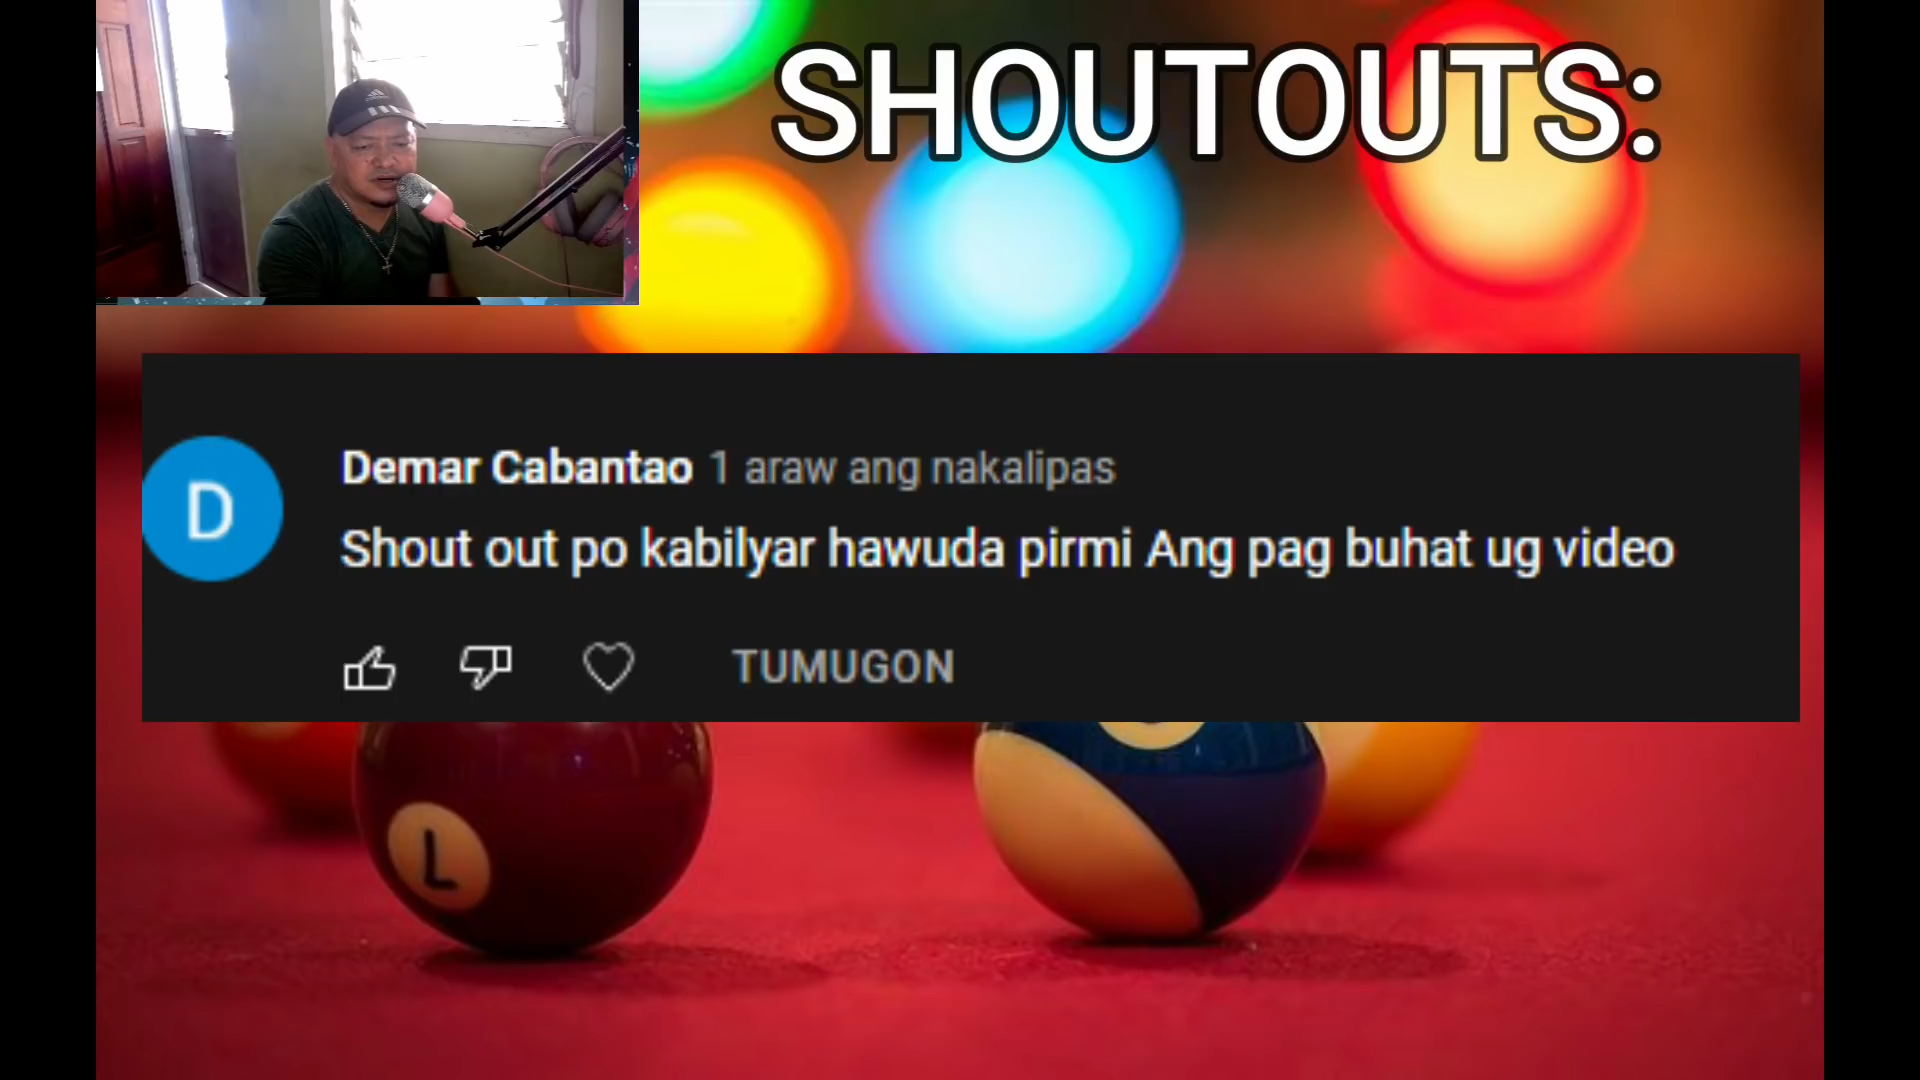 SHOUTOUTS:
D
Demar Cabantao 1 araw ang nakalipas
Shout out po kabilyar hawuda pirmi Ang pag buhat ug video
TUMUGON